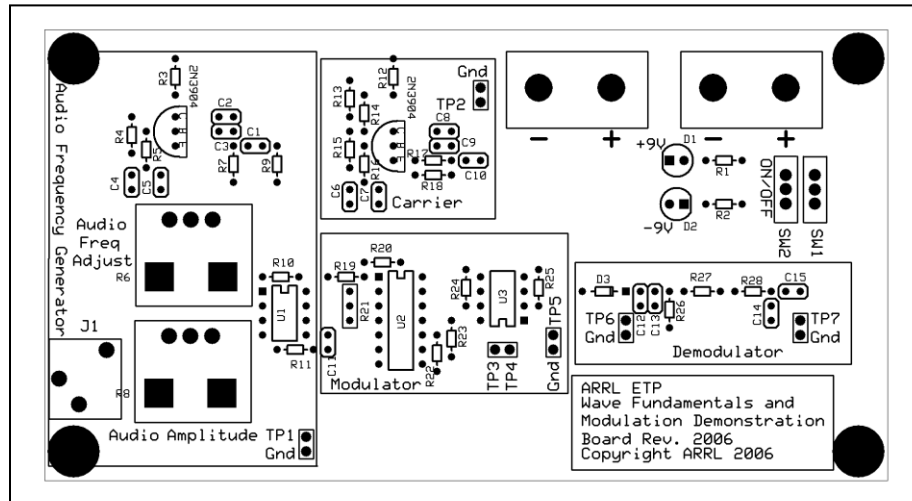 Audio Frequency Generator
R3
2N3904
C
B
E
R4
R5
C2
C3
C1
R7
R9
C4
C5
Audio
Freq
Adjust
R6
R10
U1
R11
J1
R8
Audio Amplitude
TP1
Gnd
R12
2N3904
Gnd
TP2
R13
R14
C
B
E
C8
C9
R15
R16
R17
C10
R18
C6
C7
Carrier
R20
R19
R21
U2
R24
U3
R25
R23
R22
C11
TP3
TP4
TP5
Gnd
Modulator
- +
- +
+9V
D1
R1
-9V
D2
R2
ON/OFF
SW2
SW1
D3
C12
C13
R26
R27
R28
C15
C14
TP6
Gnd
TP7
Gnd
Demodulator
ARRL ETP
Wave Fundamentals and
Modulation Demonstration
Board Rev. 2006
Copyright ARRL 2006